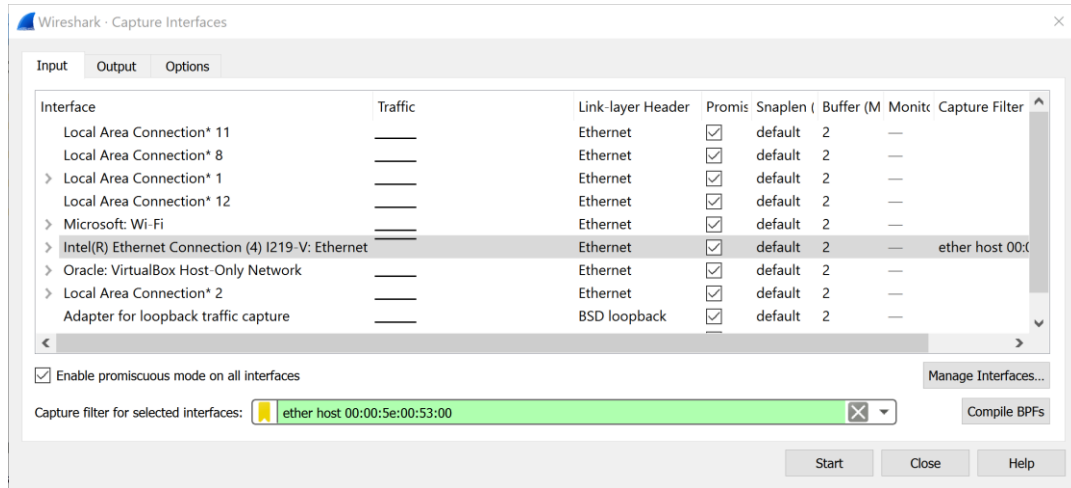 Wireshark · Capture Interfaces
Input Output Options
Interface Traffic Link-layer Header Promis Snaplen ( Buffer (M Monitc Capture Filter
Local Area Connection* 11 Ethernet default 2 —
Local Area Connection* 8 Ethernet default 2 —
Local Area Connection* 1 Ethernet default 2 —
Local Area Connection* 12 Ethernet default 2 —
Microsoft: Wi-Fi Ethernet default 2 —
Intel(R) Ethernet Connection (4) I219-V: Ethernet Ethernet default 2 — ether host 00:0
Oracle: VirtualBox Host-Only Network Ethernet default 2 —
Local Area Connection* 2 Ethernet default 2 —
Adapter for loopback traffic capture BSD loopback default 2 —
Enable promiscuous mode on all interfaces Manage Interfaces...
Capture filter for selected interfaces: ether host 00:00:5e:00:53:00 Compile BPFs
Start Close Help